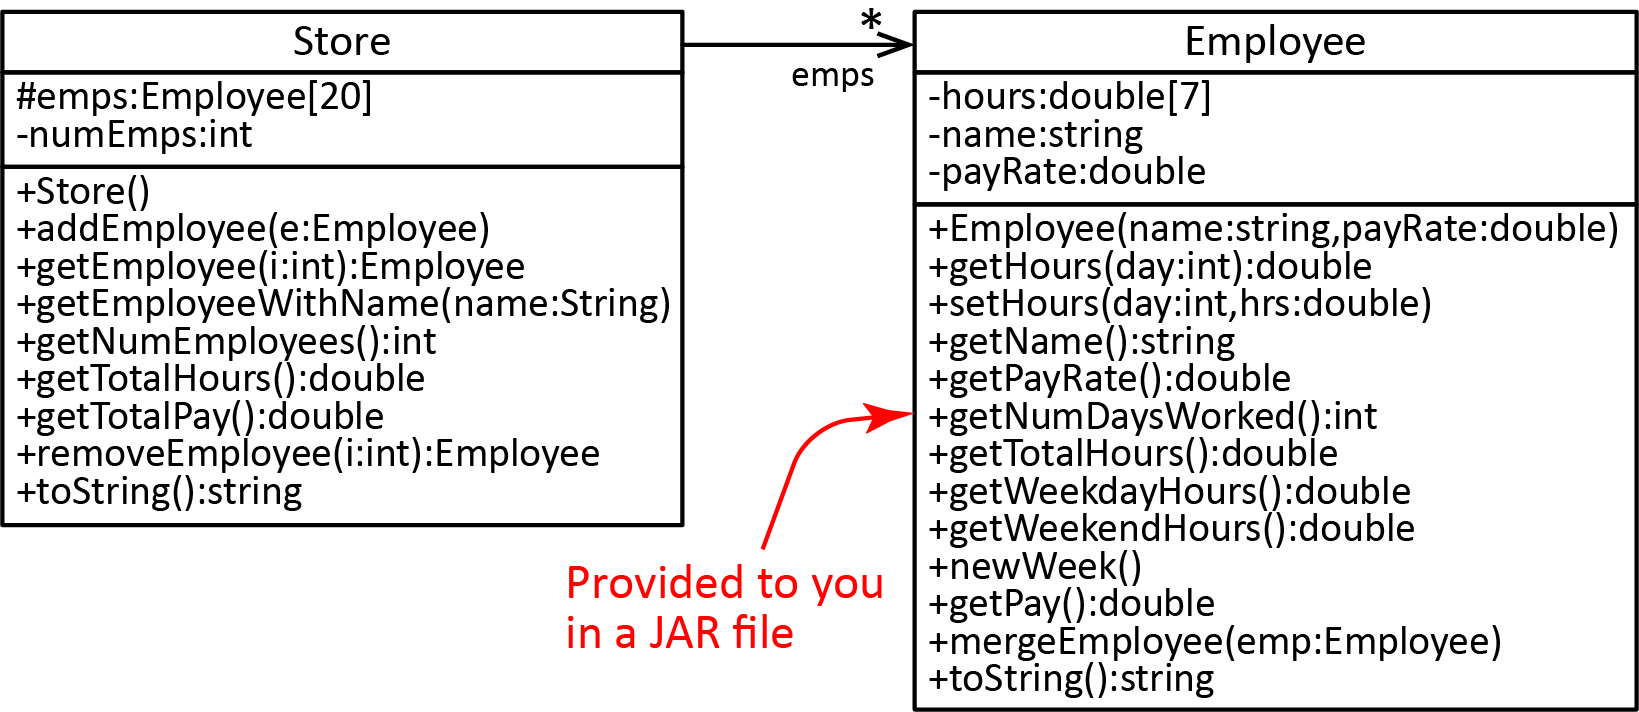 Store
#emps:Employee[20]
-numEmps:int
+Store()
+addEmployee(e:Employee)
+getEmployee(i:int):Employee
+getEmployeeWithName(name:String)
+getNumEmployees():int
+getTotalHours():double
+getTotalPay():double
+removeEmployee(i:int):Employee
+toString():string
*
emps
Employee
-hours:double[7]
-name:string
-payRate:double
+Employee(name:string,payRate:double)
+getHours(day:int):double
+setHours(day:int,hrs:double)
+getName():string
+getPayRate():double
+getNumDaysWorked():int
+getTotalHours():double
+getWeekdayHours():double
+getWeekendHours():double
+newWeek()
+getPay():double
+mergeEmployee(emp:Employee)
+toString():string
Provided to you
in a JAR file